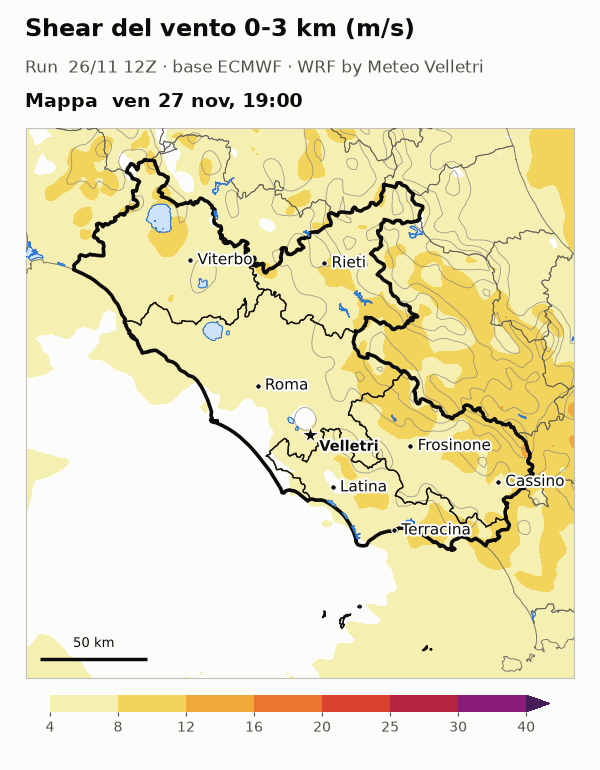 Shear del vento 0-3 km (m/s)
Run 26/11 12Z · base ECMWF · WRF by Meteo Velletri
Mappa ven 27 nov, 19:00
Viterbo
Rieti
Roma
Velletri
Frosinone
Latina
Cassino
Terracina
50 km
4 8 12 16 20 25 30 40